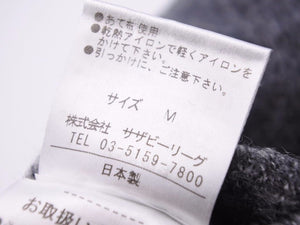 ●あて布使用
●乾熱アイロンで軽くアイロンを
かけて下さい。
●引っかけに、ご注意下さい。
サイズ M
株式会社 サザビーリーグ
TEL 03-5159-7800
日本製
お取扱い